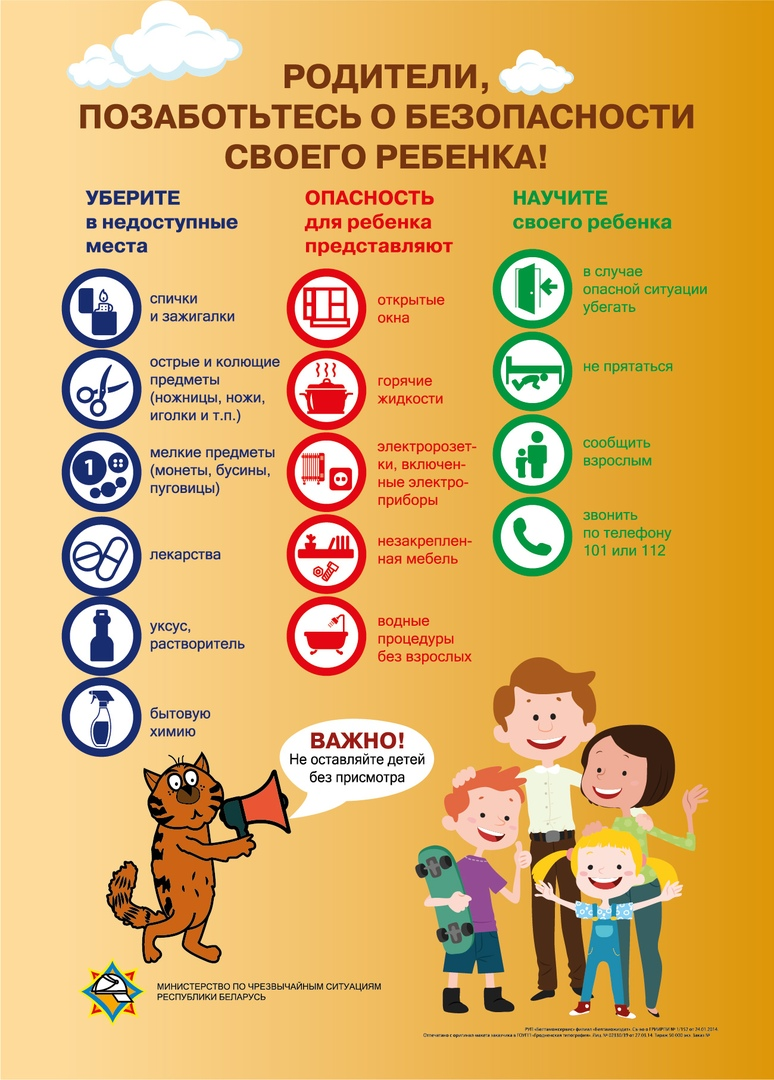 РОДИТЕЛИ,
ПОЗАБОТЬТЕСЬ О БЕЗОПАСНОСТИ
СВОЕГО РЕБЕНКА!
УБЕРИТЕ
в недоступные
места
спички
и зажигалки
острые и колющие
предметы
(ножницы, ножи,
иголки и т.п.)
1
мелкие предметы
(монеты, бусины,
пуговицы)
лекарства
уксус,
растворитель
бытовую
химию
ОПАСНОСТЬ
для ребенка
представляют
открытые
окна
горячие
жидкости
электророзет-
ки, включен-
ные электро-
приборы
незакреплен-
ная мебель
водные
процедуры
без взрослых
НАУЧИТЕ
своего ребенка
в случае
опасной ситуации
убегать
не прятаться
сообщить
взрослым
звонить
по телефону
101 или 112
ВАЖНО!
Не оставляйте детей
без присмотра
МИНИСТЕРСТВО ПО ЧРЕЗВЫЧАЙНЫМ СИТУАЦИЯМ
РЕСПУБЛИКИ БЕЛАРУСЬ